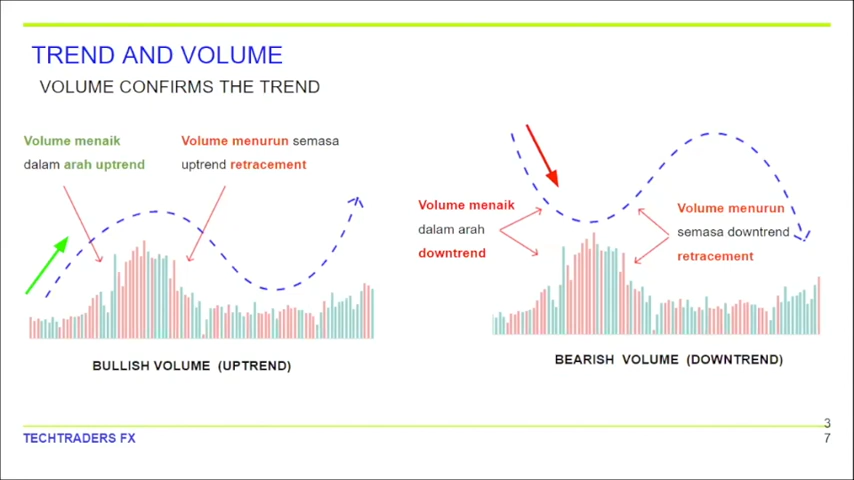 TREND AND VOLUME
VOLUME CONFIRMS THE TREND
Volume menaik
dalam arah uptrend
Volume menurun semasa
uptrend retracement
BULLISH VOLUME (UPTREND)
Volume menaik
dalam arah
downtrend
Volume menurun
semasa downtrend
retracement
BEARISH VOLUME (DOWNTREND)
TECHTRADERS FX
3
7